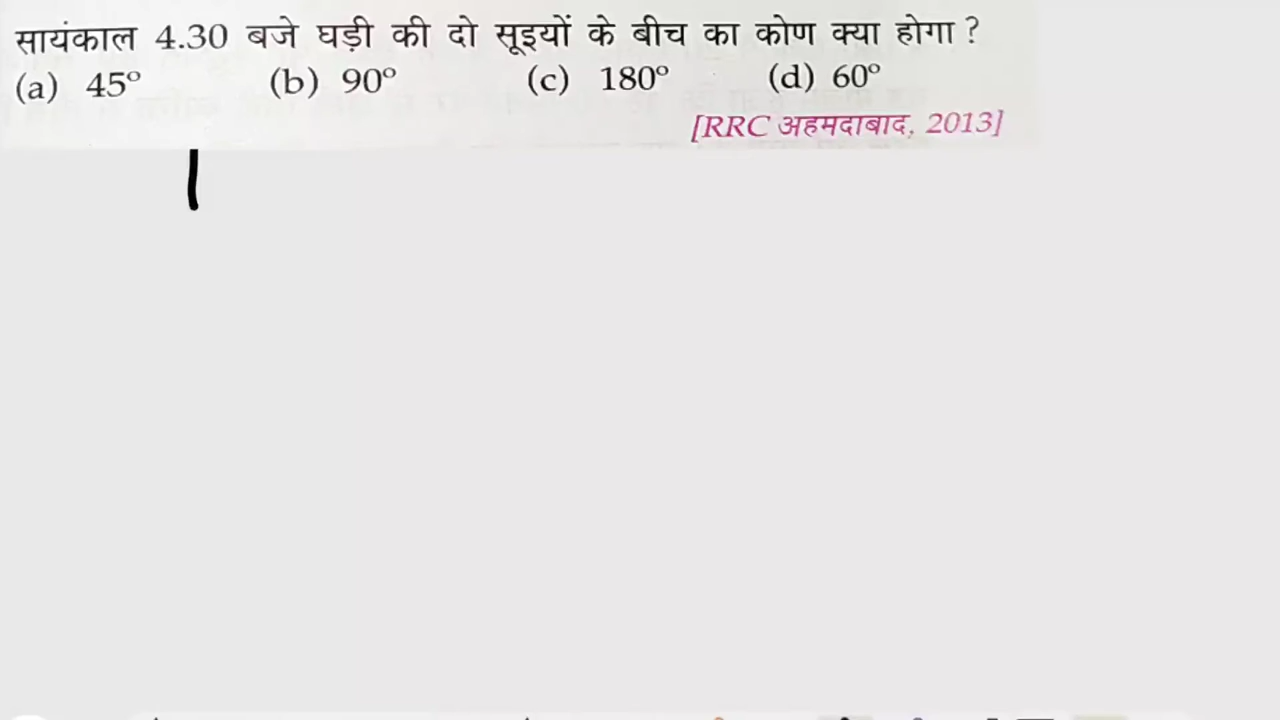 सायंकाल 4.30 बजे घड़ी की दो सूइयों के बीच का कोण क्या होगा ?
(a) 45° (b) 90° (c) 180° (d) 60°
[RRC अहमदाबाद, 2013]